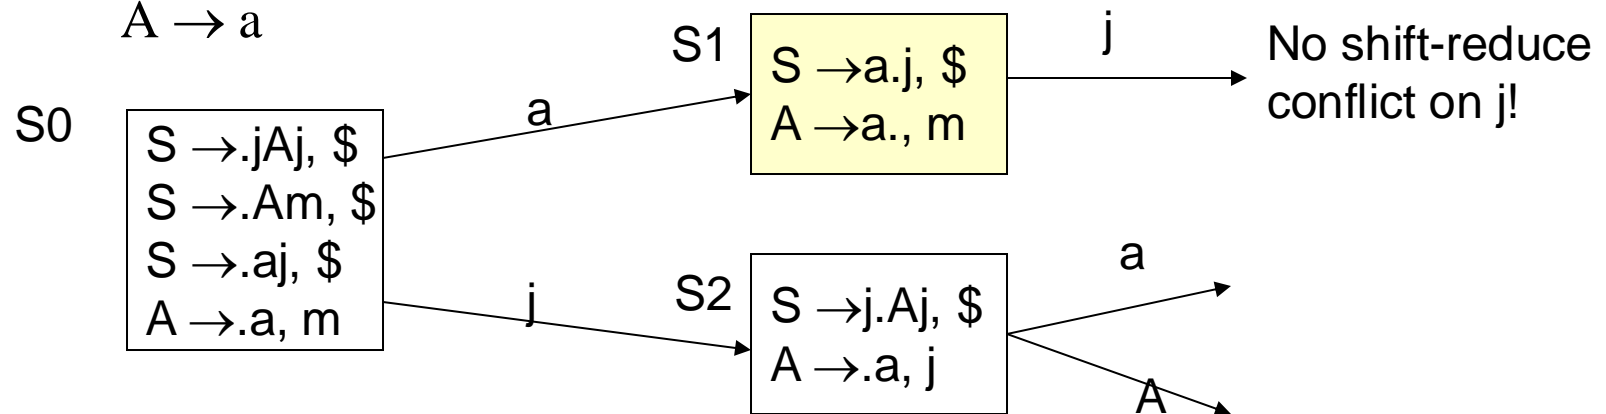 A → a
S0
S →.jAj, $
S →.Am, $
S →.aj, $
A →.a, m
a
j
S1
S →a.j, $
A →a., m
j
No shift-reduce
conflict on j!
S2
S →j.Aj, $
A →.a, j
a
A